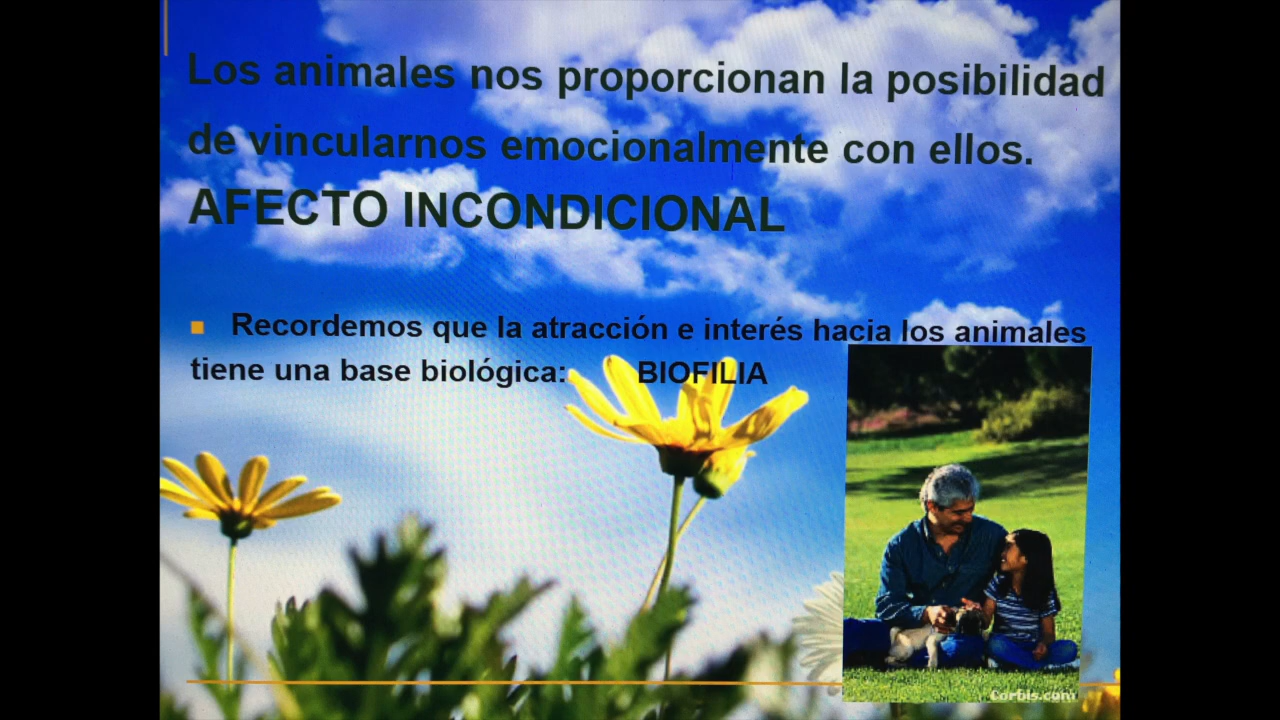 Los animales nos proporcionan la posibilidad
de vincularnos emocionalmente con ellos.
AFECTO INCONDICIONAL
Recordemos que la atracción e interés hacia los animales
tiene una base biológica: BIOFILIA
Corbis.com